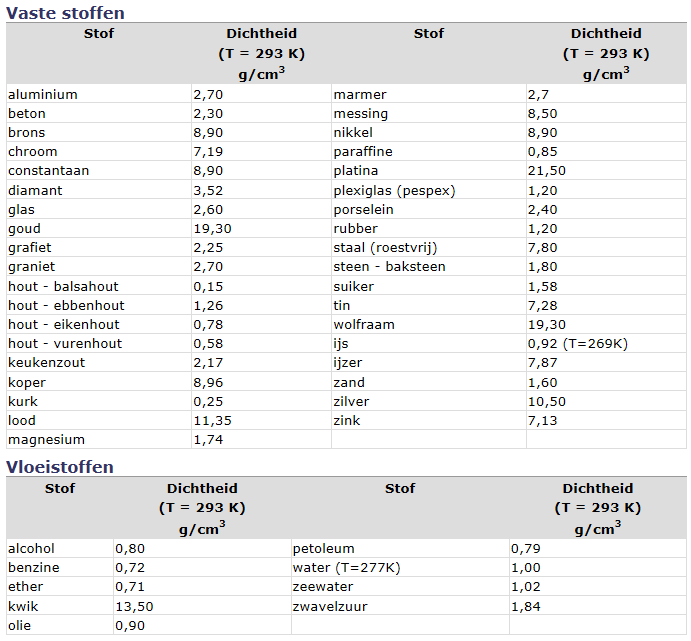 Vaste stoffen
Stof Dichtheid (T = 293 K) g/cm³ Stof Dichtheid (T = 293 K) g/cm³
aluminium 2,70 marmer 2,7
beton 2,30 messing 8,50
brons 8,90 nikkel 8,90
chroom 7,19 paraffine 0,85
constantaan 8,90 platina 21,50
diamant 3,52 plexiglas (pespex) 1,20
glas 2,60 porselein 2,40
goud 19,30 rubber 1,20
grafiet 2,25 staal (roestvrij) 7,80
graniet 2,70 steen - baksteen 1,80
hout - balsahout 0,15 suiker 1,58
hout - ebbenhout 1,26 tin 7,28
hout - eikenhout 0,78 wolfraam 19,30
hout - vurenhout 0,58 ijs 0,92 (T=269K)
keukenzout 2,17 ijzer 7,87
koper 8,96 zand 1,60
kurk 0,25 zilver 10,50
lood 11,35 zink 7,13
magnesium 1,74
Vloeistoffen
Stof Dichtheid (T = 293 K) g/cm³ Stof Dichtheid (T = 293 K) g/cm³
alcohol 0,80 petoleum 0,79
benzine 0,72 water (T=277K) 1,00
ether 0,71 zeewater 1,02
kwik 13,50 zwavelzuur 1,84
olie 0,90